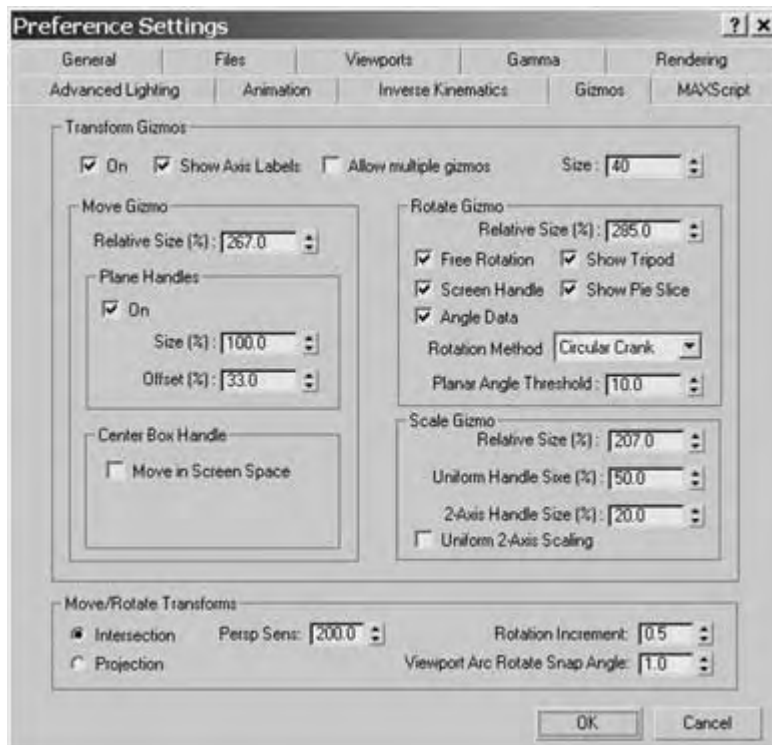 Preference Settings
General Files Viewports Gamma Rendering
Advanced Lighting Animation Inverse Kinematics Gizmos MAXScript
Transform Gizmos
On Show Axis Labels Allow multiple gizmos Size: 40
Move Gizmo
Relative Size (%): 267.0
Plane Handles
On
Size (%): 100.0
Offset (%): 33.0
Center Box Handle
Move in Screen Space
Rotate Gizmo
Relative Size (%): 285.0
Free Rotation Show Tripod
Screen Handle Show Pie Slice
Angle Data
Rotation Method Circular Crank
Planar Angle Threshold: 10.0
Scale Gizmo
Relative Size (%): 207.0
Uniform Handle Sixe (%): 50.0
2-Axis Handle Size (%): 20.0
Uniform 2-Axis Scaling
Move/Rotate Transforms
Intersection Persp Sens: 200.0 Rotation Increment: 0.5
Projection Viewport Arc Rotate Snap Angle: 1.0
OK Cancel